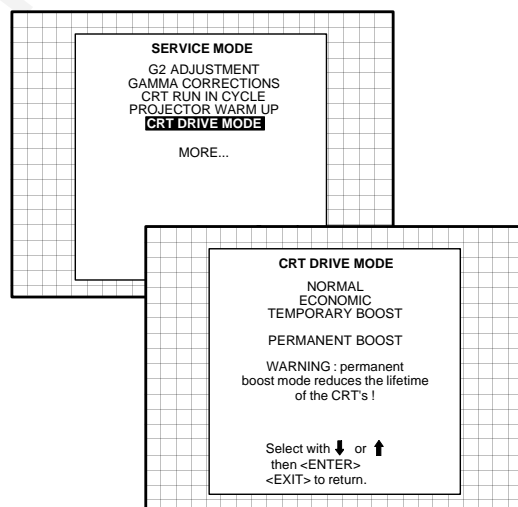 SERVICE MODE
G2 ADJUSTMENT
GAMMA CORRECTIONS
CRT RUN IN CYCLE
PROJECTOR WARM UP
CRT DRIVE MODE
MORE...
CRT DRIVE MODE
NORMAL
ECONOMIC
TEMPORARY BOOST
PERMANENT BOOST
WARNING : permanent
boost mode reduces the lifetime
of the CRT's !
Select with ⬇ or ⬆
then <ENTER>
<EXIT> to return.